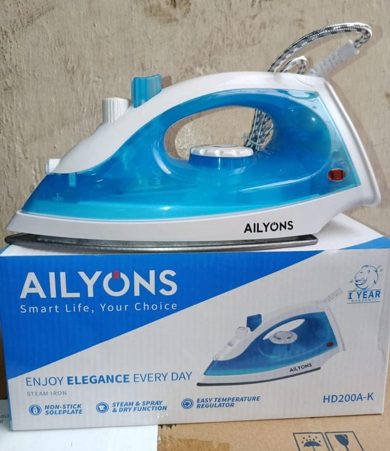 AILYONS
AILYONS
Smart Life, Your Choice
1 YEAR
AILYONS
ENJOY ELEGANCE EVERY DAY
STEAM IRON
NON-STICK
SOLEPLATE
STEAM & SPRAY
& DRY FUNCTION
EASY TEMPERATURE
REGULATOR
HD200A-K